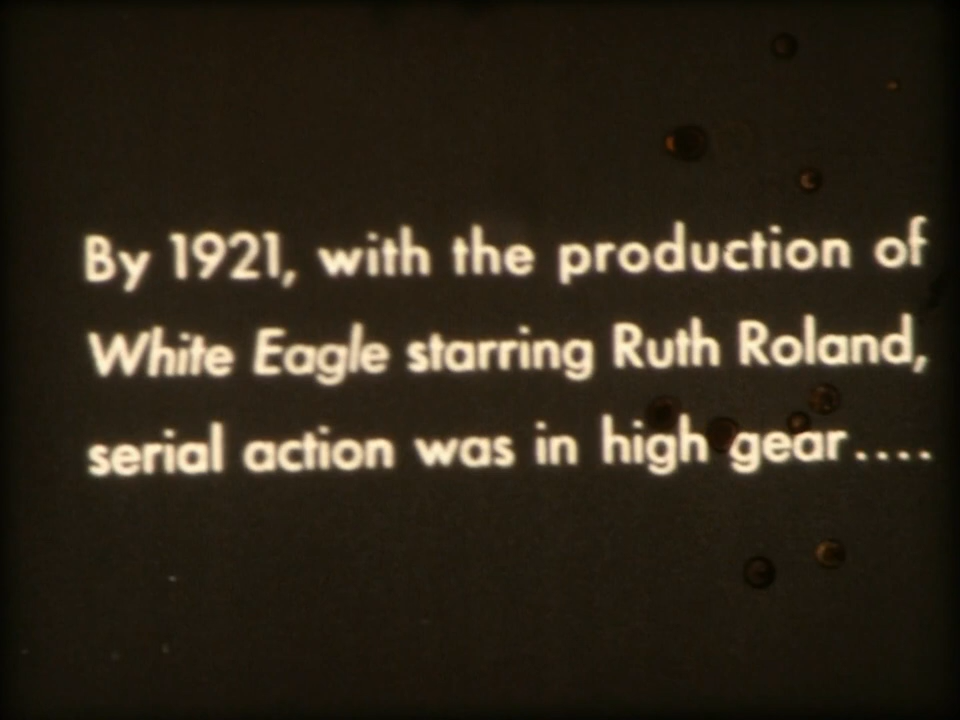 By 1921, with the production of
White Eagle starring Ruth Roland,
serial action was in high gear....